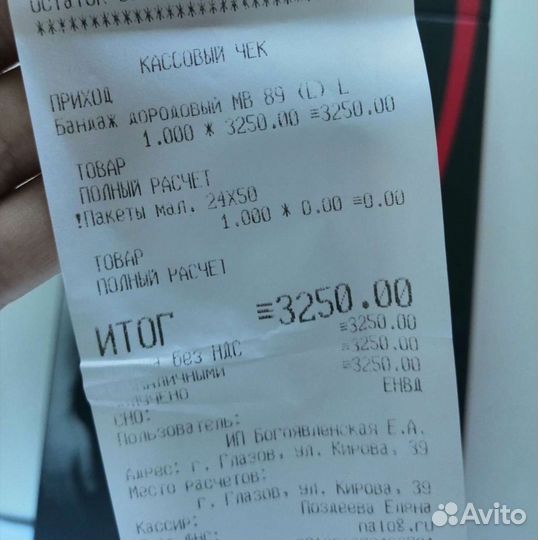 ОСТАТОК
************************
КАССОВЫЙ ЧЕК
ПРИХОД
Бандаж дородовый МВ 89 (L) L
1.000 * 3250.00 ≡3250.00
ТОВАР
ПОЛНЫЙ РАСЧЕТ
!Пакеты мал. 24Х50
1.000 * 0.00 ≡0.00
ТОВАР
ПОЛНЫЙ РАСЧЕТ
ИТОГ ≡3250.00
без НДС ≡3250.00
≡3250.00
≡3250.00
СНО: ЕНВД
Пользователь:
ИП Богоявленская Е.А.
Адрес: г. Глазов, ул. Кирова, 39
Место расчетов:
г. Глазов, ул. Кирова, 39
Кассир: Поздеева Елена
nalog.ru
Avito